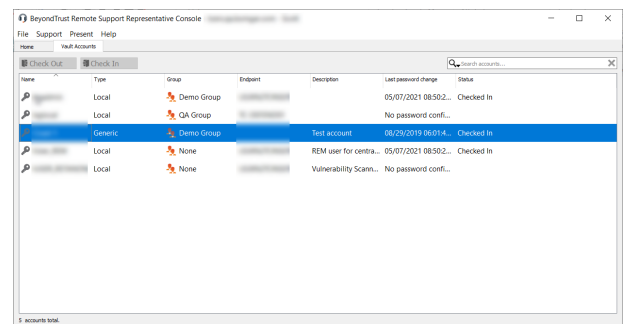 BeyondTrust Remote Support Representative Console
File Support Present Help
Home Vault Accounts
Check Out Check In Search accounts...
Name Type Group Endpoint Description Last password change Status
Local Demo Group 05/07/2021 08:50:2... Checked In
Local QA Group No password confi...
Generic Demo Group Test account 08/29/2019 06:01:4... Checked In
Local None REM user for centra... 05/07/2021 08:50:2... Checked In
Local None Vulnerability Scann... No password confi...
5 accounts total.